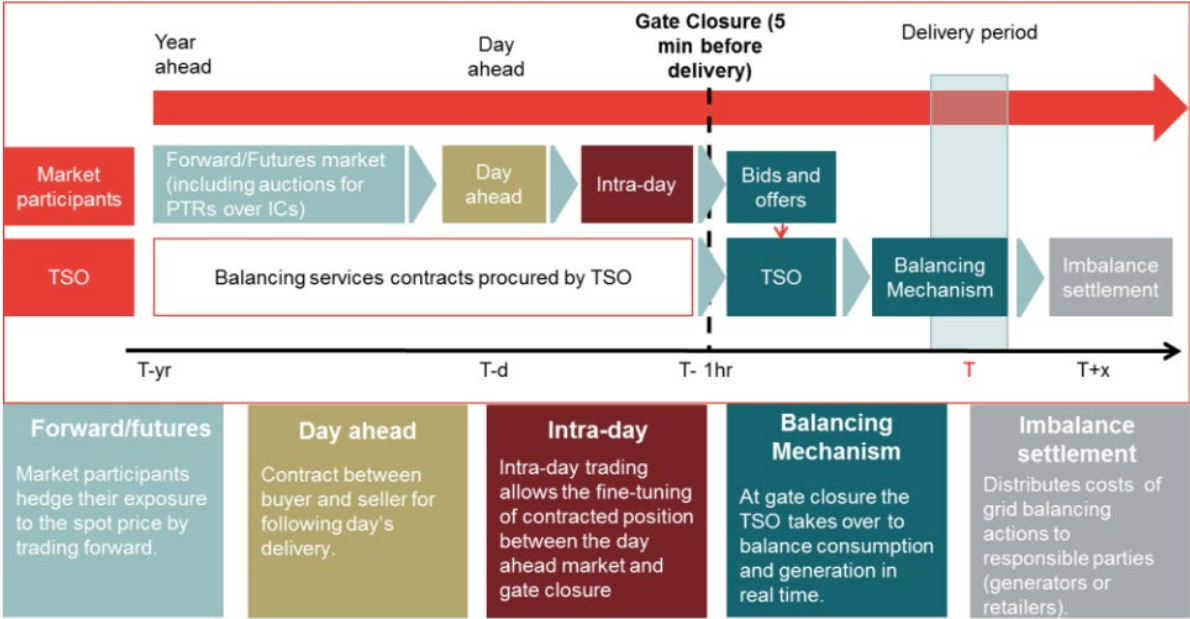 Year
ahead
Day
ahead
Gate Closure (5
min before
delivery)
Delivery period
Market
participants
Forward/Futures market
(including auctions for
PTRs over ICs)
Day
ahead
Intra-day
Bids and
offers
TSO
Balancing services contracts procured by TSO
TSO
Balancing
Mechanism
Imbalance
settlement
T-yr
T-d
T- 1hr
T
T+x
Forward/futures
Market participants
hedge their exposure
to the spot price by
trading forward.
Day ahead
Contract between
buyer and seller for
following day's
delivery.
Intra-day
Intra-day trading
allows the fine-tuning
of contracted position
between the day
ahead market and
gate closure
Balancing
Mechanism
At gate closure the
TSO takes over to
balance consumption
and generation in
real time.
Imbalance
settlement
Distributes costs of
grid balancing
actions to
responsible parties
(generators or
retailers).